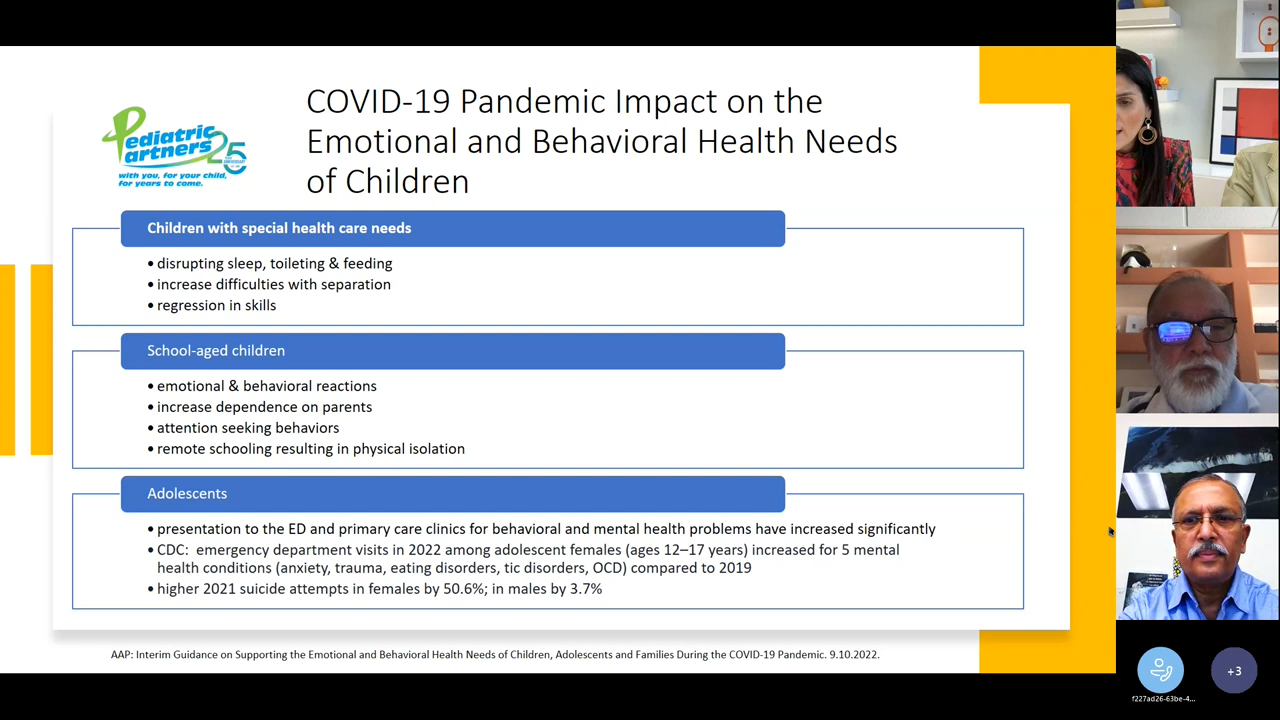 Pediatric
Partners 25
with you, for your child,
for years to come.
COVID-19 Pandemic Impact on the
Emotional and Behavioral Health Needs
of Children
Children with special health care needs
• disrupting sleep, toileting & feeding
• increase difficulties with separation
• regression in skills
School-aged children
• emotional & behavioral reactions
• increase dependence on parents
• attention seeking behaviors
• remote schooling resulting in physical isolation
Adolescents
• presentation to the ED and primary care clinics for behavioral and mental health problems have increased significantly
• CDC: emergency department visits in 2022 among adolescent females (ages 12–17 years) increased for 5 mental
health conditions (anxiety, trauma, eating disorders, tic disorders, OCD) compared to 2019
• higher 2021 suicide attempts in females by 50.6%; in males by 3.7%
AAP: Interim Guidance on Supporting the Emotional and Behavioral Health Needs of Children, Adolescents and Families During the COVID-19 Pandemic. 9.10.2022.
f227ad26-63be-4...
+3